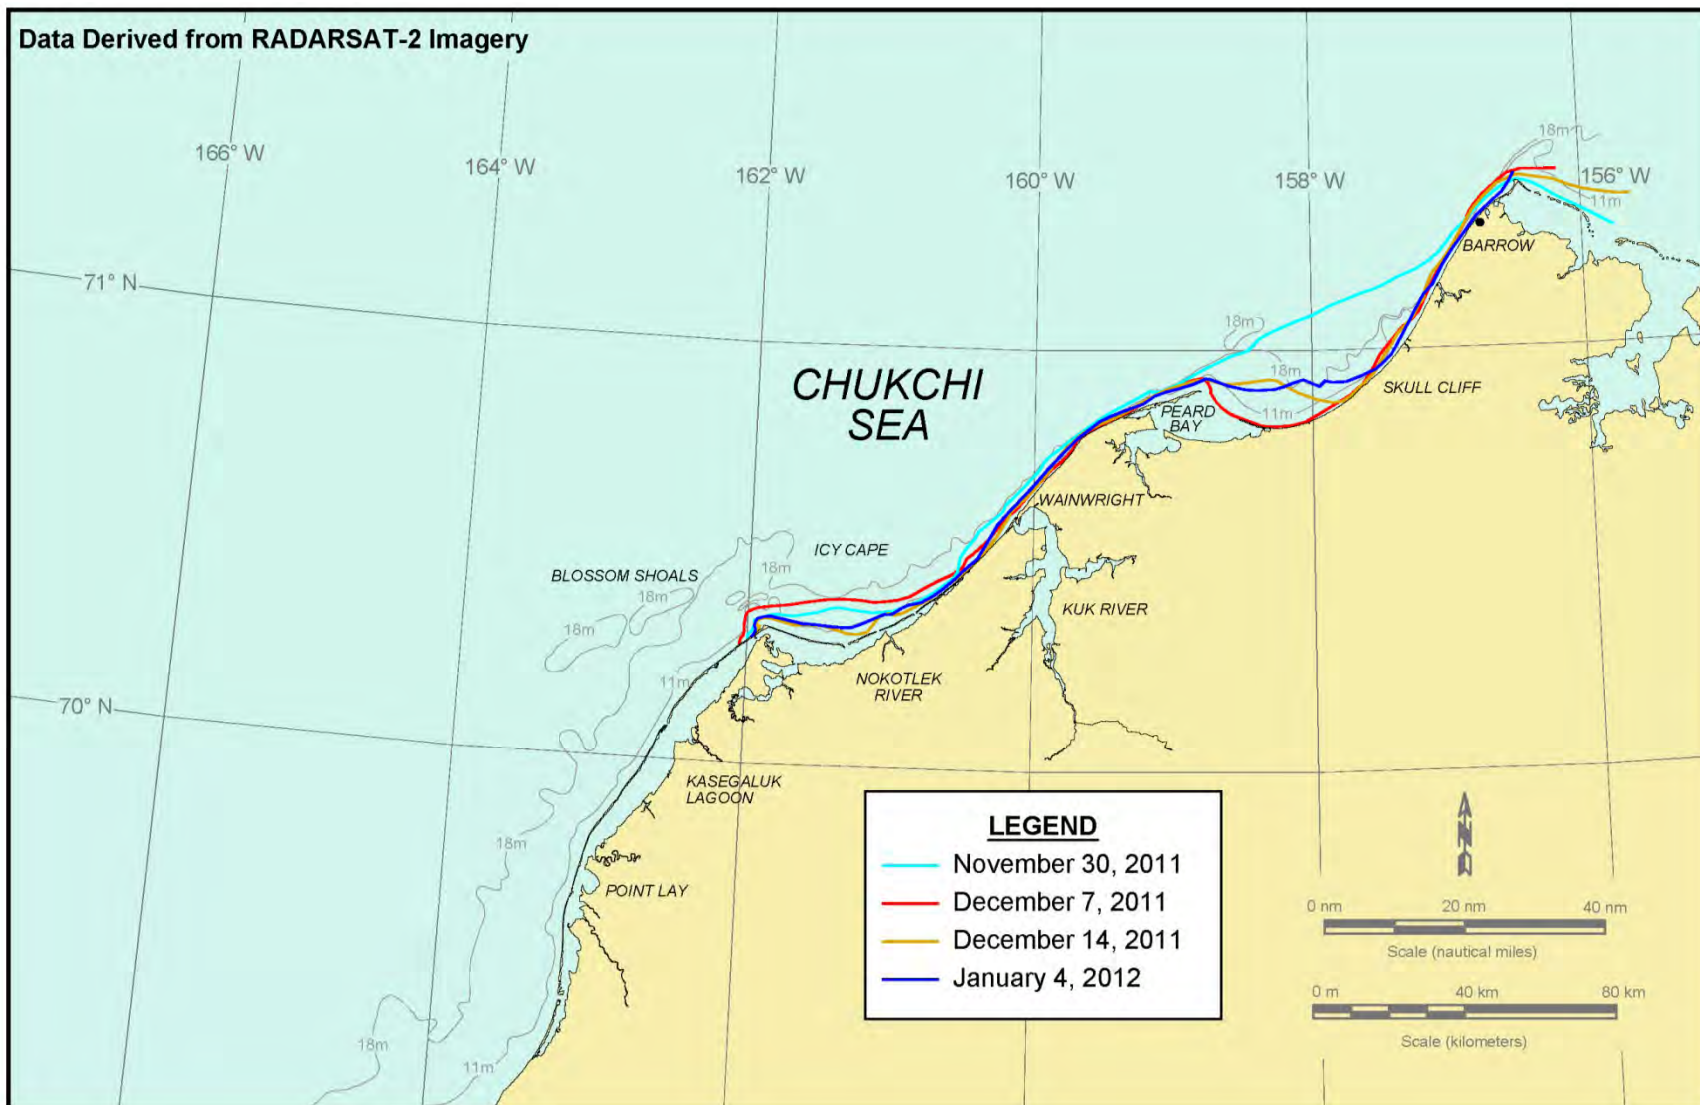 Data Derived from RADARSAT-2 Imagery
18m
166° W
164° W
162° W
160° W
158° W
156° W
11m
BARROW
71° N
18m
18m
CHUKCHI
SEA
SKULL CLIFF
11m
PEARD
BAY
WAINWRIGHT
ICY CAPE
18m
BLOSSOM SHOALS
18m
18m
KUK RIVER
11m
NOKOTLEK
RIVER
70° N
KASEGALUK
LAGOON
18m
POINT LAY
18m
11m
LEGEND
November 30, 2011
December 7, 2011
December 14, 2011
January 4, 2012
N
0 nm
20 nm
40 nm
Scale (nautical miles)
0 m
40 km
80 km
Scale (kilometers)